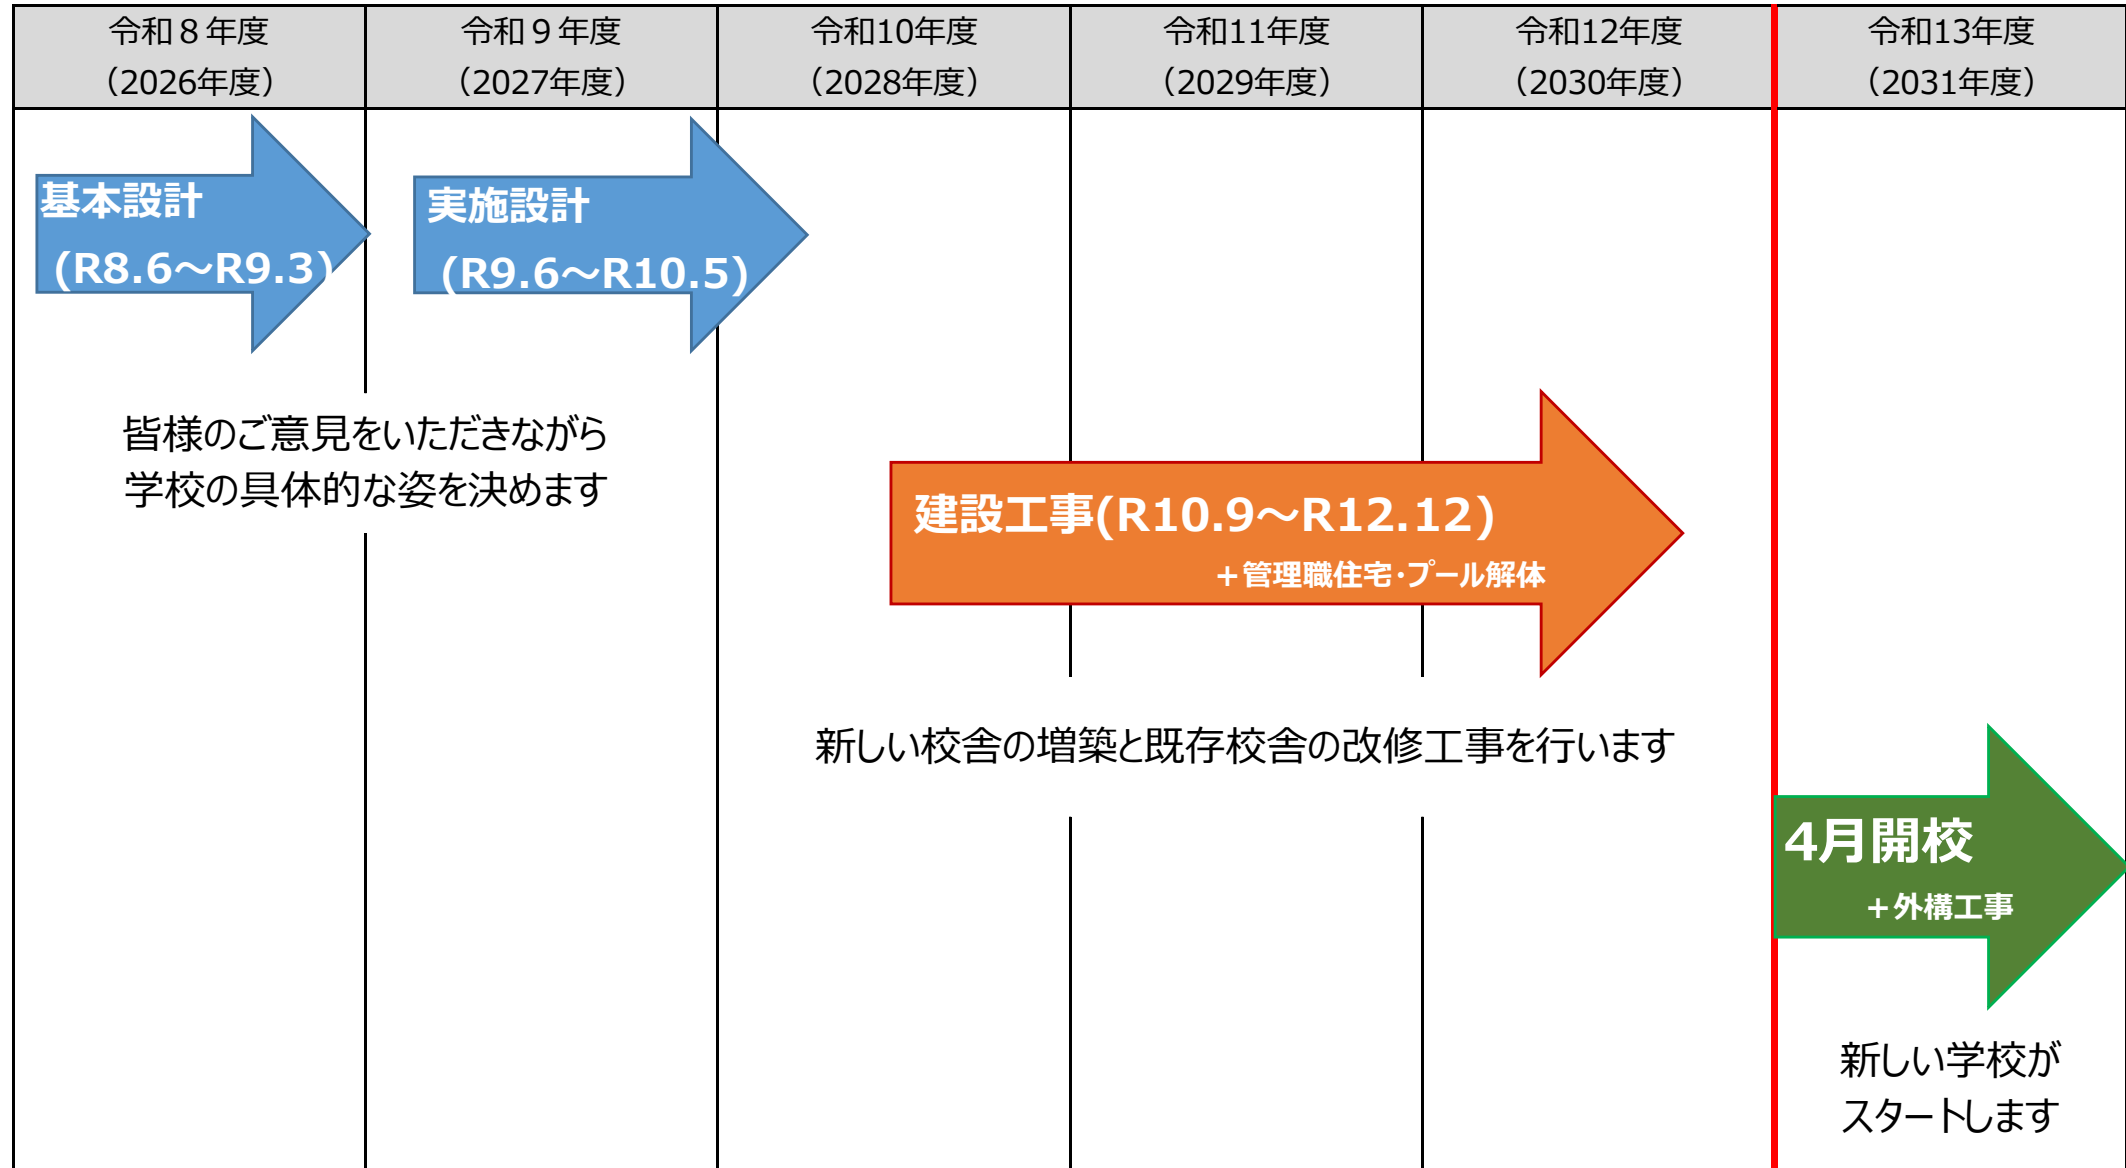 令和８年度
（2026年度）
令和９年度
（2027年度）
令和10年度
（2028年度）
令和11年度
（2029年度）
令和12年度
（2030年度）
令和13年度
（2031年度）
基本設計
(R8.6～R9.3)
実施設計
(R9.6～R10.5)
皆様のご意見をいただきながら
学校の具体的な姿を決めます
建設工事(R10.9～R12.12)
＋管理職住宅・プール解体
新しい校舎の増築と既存校舎の改修工事を行います
4月開校
＋外構工事
新しい学校が
スタートします